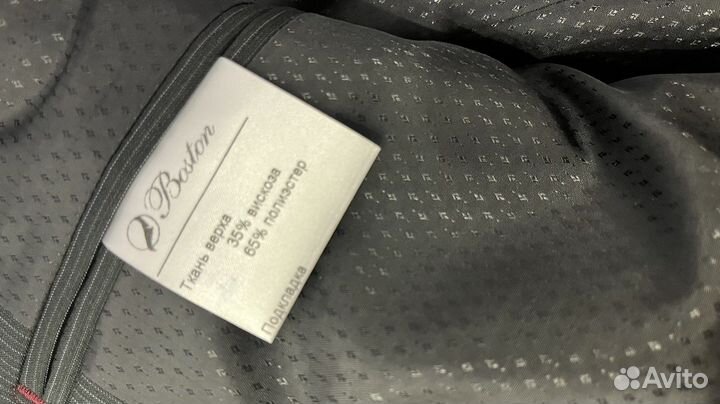 Boston
Ткань верха
35% вискоза
65% полиэстер
Подкладка
Avito